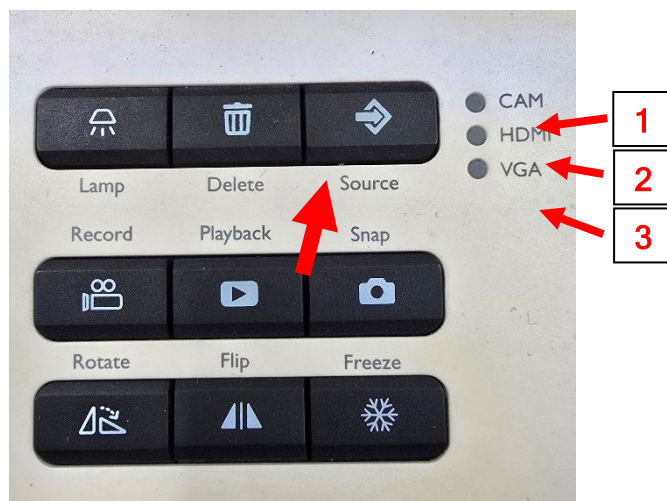 CAM
HDMI
VGA
1
2
3
Lamp Delete Source
Record Playback Snap
Rotate Flip Freeze